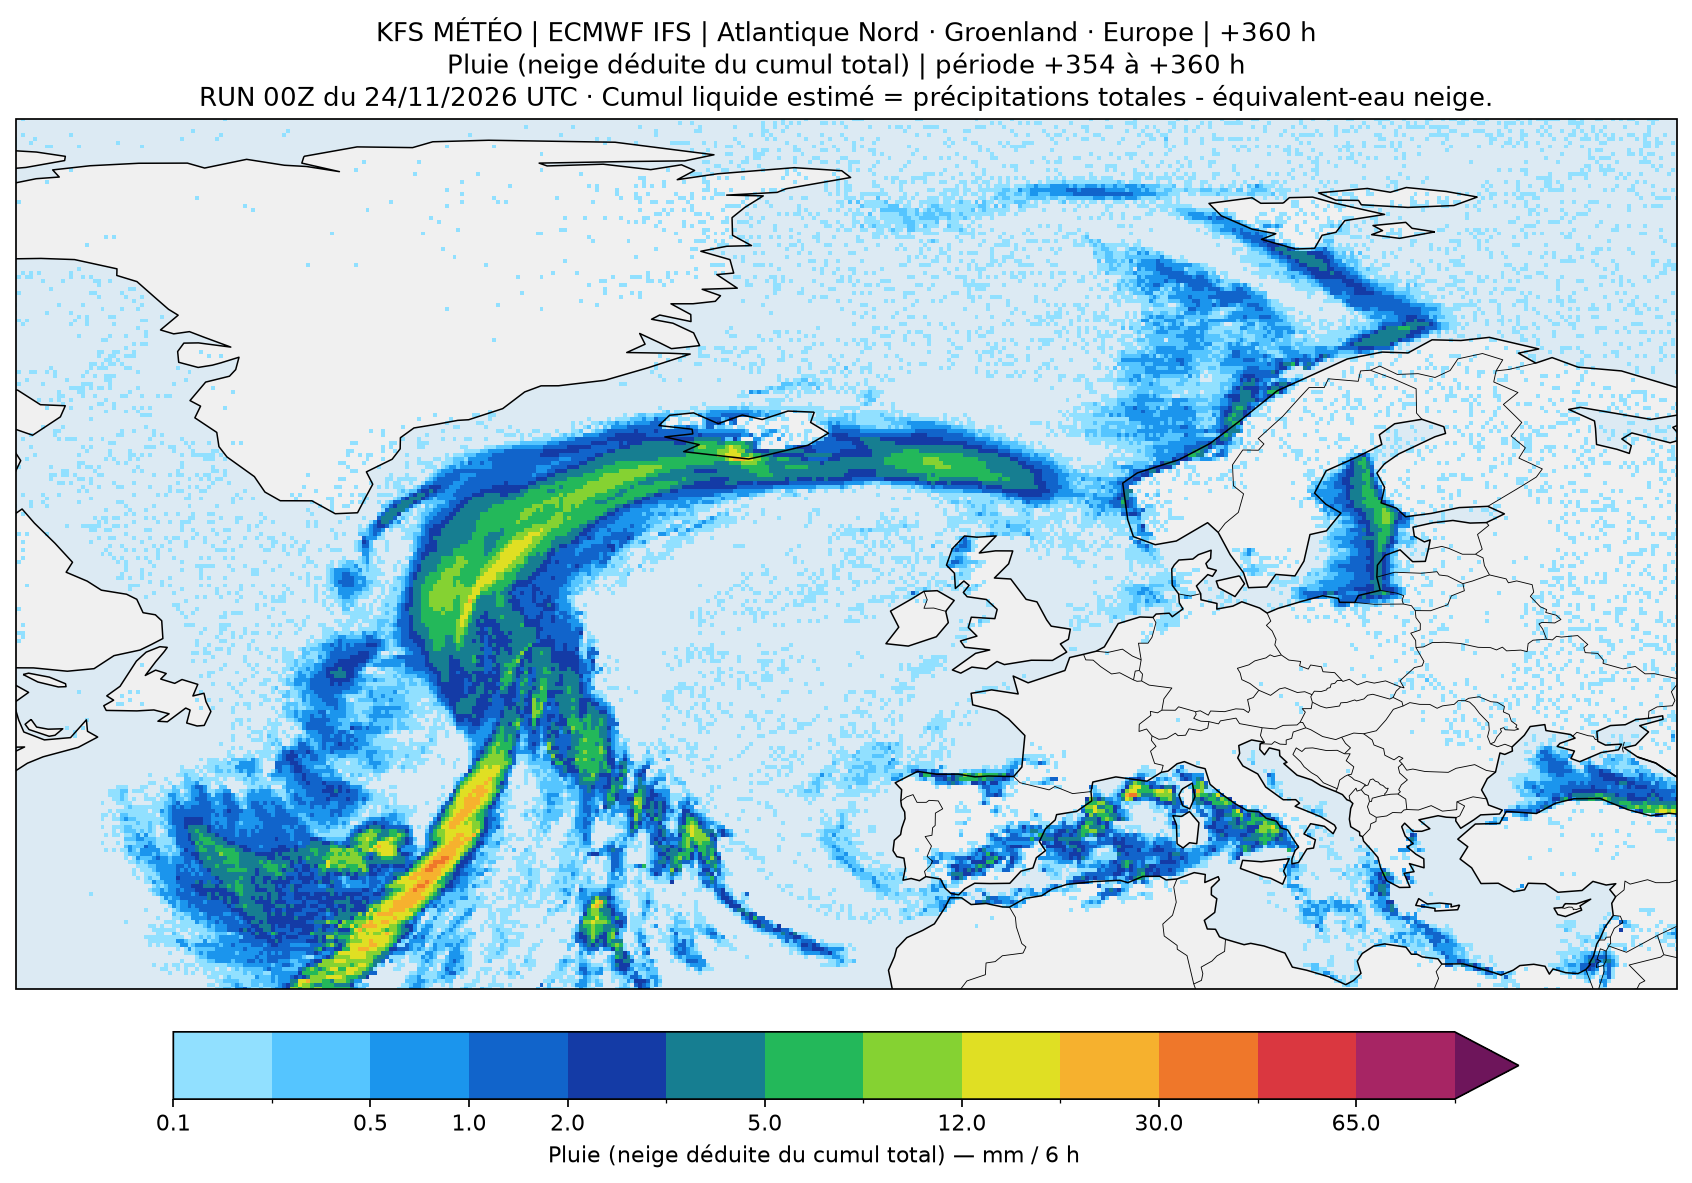 KFS MÉTÉO | ECMWF IFS | Atlantique Nord · Groenland · Europe | +360 h
Pluie (neige déduite du cumul total) | période +354 à +360 h
RUN 00Z du 24/11/2026 UTC · Cumul liquide estimé = précipitations totales - équivalent-eau neige.
0.1 0.5 1.0 2.0 5.0 12.0 30.0 65.0
Pluie (neige déduite du cumul total) — mm / 6 h